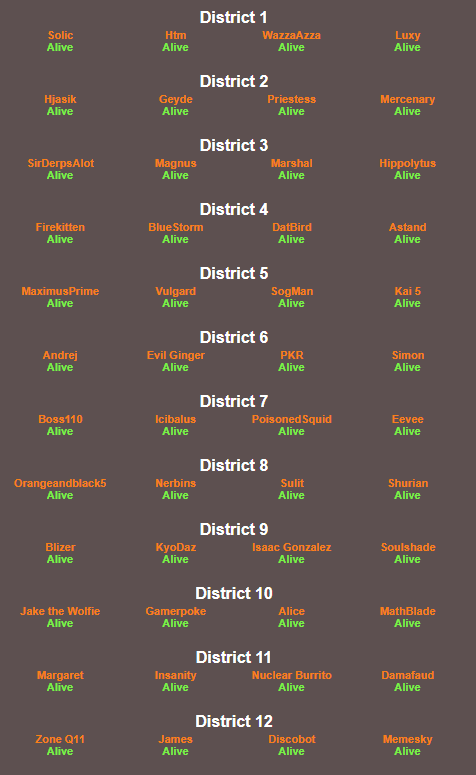 District 1
Solic Htm WazzaAzza Luxy
Alive Alive Alive Alive
District 2
Hjasik Geyde Priestess Mercenary
Alive Alive Alive Alive
District 3
SirDerpsAlot Magnus Marshal Hippolytus
Alive Alive Alive Alive
District 4
Firekitten BlueStorm DatBird Astand
Alive Alive Alive Alive
District 5
MaximusPrime Vulgard SogMan Kai 5
Alive Alive Alive Alive
District 6
Andrej Evil Ginger PKR Simon
Alive Alive Alive Alive
District 7
Boss110 Icibalus PoisonedSquid Eevee
Alive Alive Alive Alive
District 8
Orangeandblack5 Nerbins Sulit Shurian
Alive Alive Alive Alive
District 9
Blizer KyoDaz Isaac Gonzalez Soulshade
Alive Alive Alive Alive
District 10
Jake the Wolfie Gamerpoke Alice MathBlade
Alive Alive Alive Alive
District 11
Margaret Insanity Nuclear Burrito Damafaud
Alive Alive Alive Alive
District 12
Zone Q11 James Discobot Memesky
Alive Alive Alive Alive